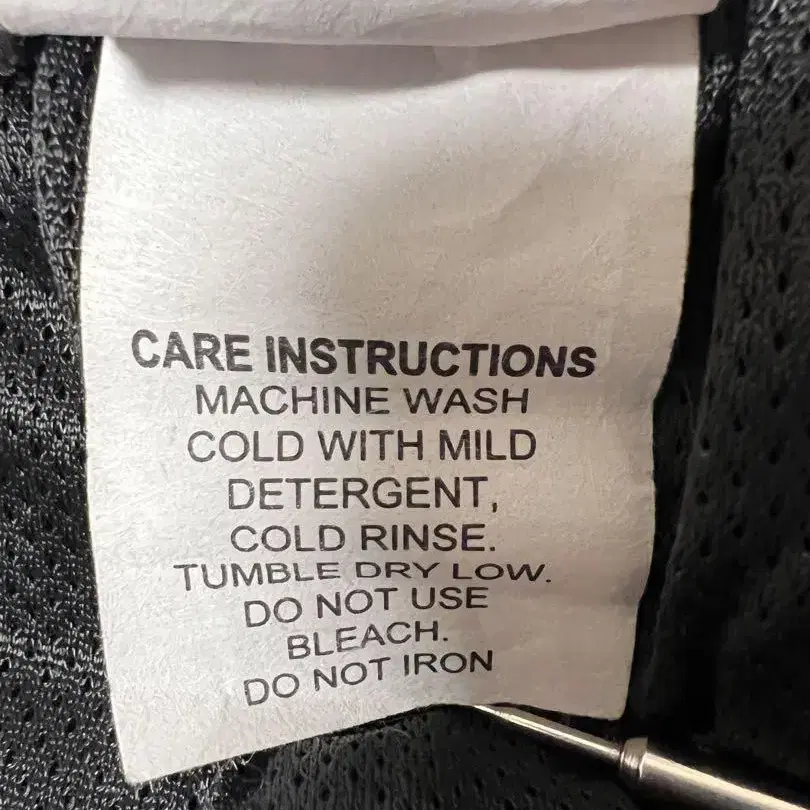 CARE INSTRUCTIONS
MACHINE WASH
COLD WITH MILD
DETERGENT,
COLD RINSE.
TUMBLE DRY LOW.
DO NOT USE
BLEACH.
DO NOT IRON